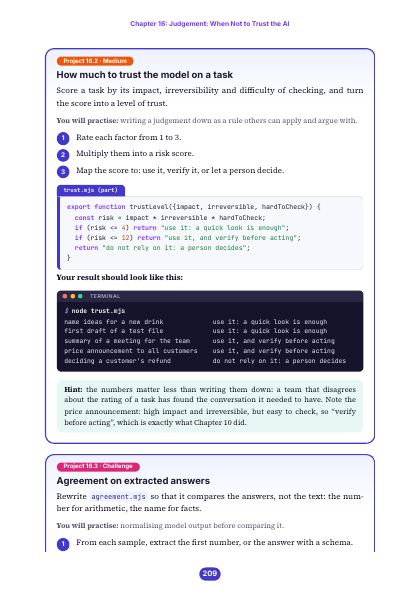 Chapter 16: Judgement: When Not to Trust the AI
Project 16.2 · Medium
How much to trust the model on a task
Score a task by its impact, irreversibility and difficulty of checking, and turn
the score into a level of trust.
You will practise: writing a judgement down as a rule others can apply and argue with.
1 Rate each factor from 1 to 3.
2 Multiply them into a risk score.
3 Map the score to: use it, verify it, or let a person decide.
trust.mjs (part)
export function trustLevel({impact, irreversible, hardToCheck}) {
const risk = impact * irreversible * hardToCheck;
if (risk <= 4) return "use it: a quick look is enough";
if (risk <= 12) return "use it, and verify before acting";
return "do not rely on it: a person decides";
}
Your result should look like this:
TERMINAL
$ node trust.mjs
name ideas for a new drink use it: a quick look is enough
first draft of a test file use it: a quick look is enough
summary of a meeting for the team use it, and verify before acting
price announcement to all customers use it, and verify before acting
deciding a customer's refund do not rely on it: a person decides
Hint: the numbers matter less than writing them down: a team that disagrees
about the rating of a task has found the conversation it needed to have. Note the
price announcement: high impact and irreversible, but easy to check, so "verify
before acting", which is exactly what Chapter 10 did.
Project 16.3 · Challenge
Agreement on extracted answers
Rewrite agreement.mjs so that it compares the answers, not the text: the num-
ber for arithmetic, the name for facts.
You will practise: normalising model output before comparing it.
1 From each sample, extract the first number, or the answer with a schema.
209